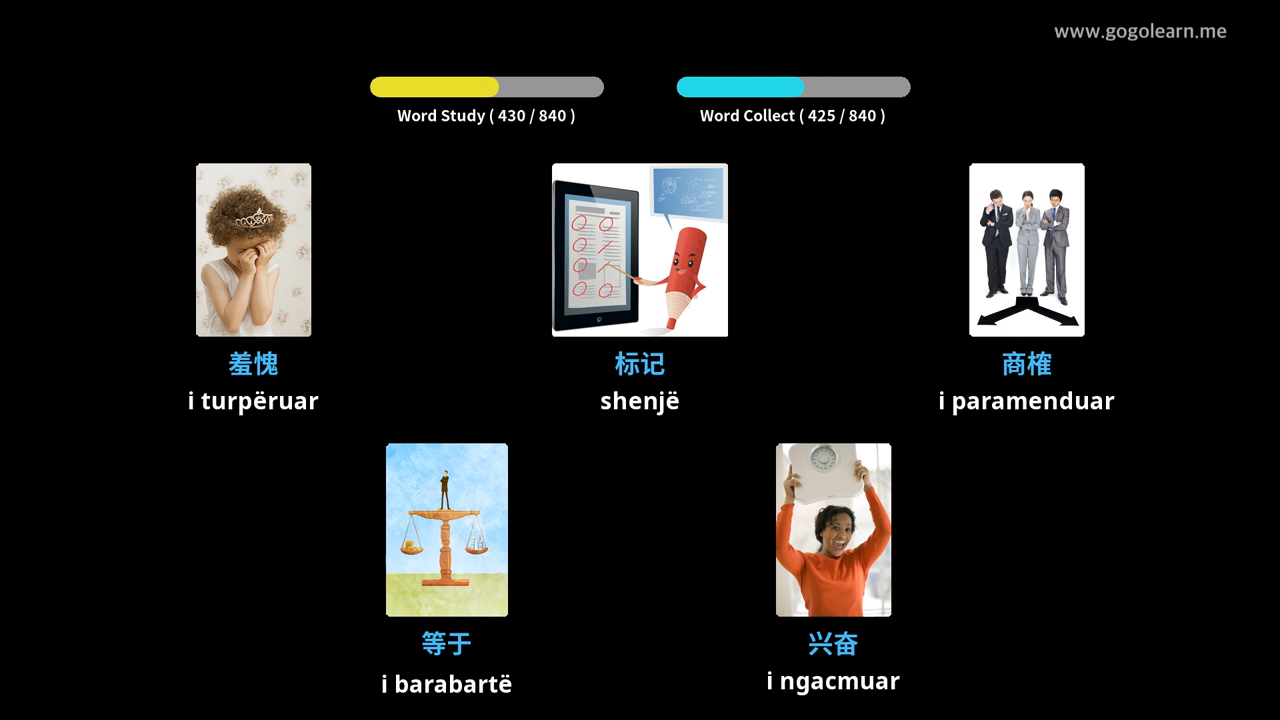 www.gogolearn.me
Word Study ( 430 / 840 )
Word Collect ( 425 / 840 )
羞愧
i turpëruar
标记
shenjë
商榷
i paramenduar
等于
i barabartë
兴奋
i ngacmuar